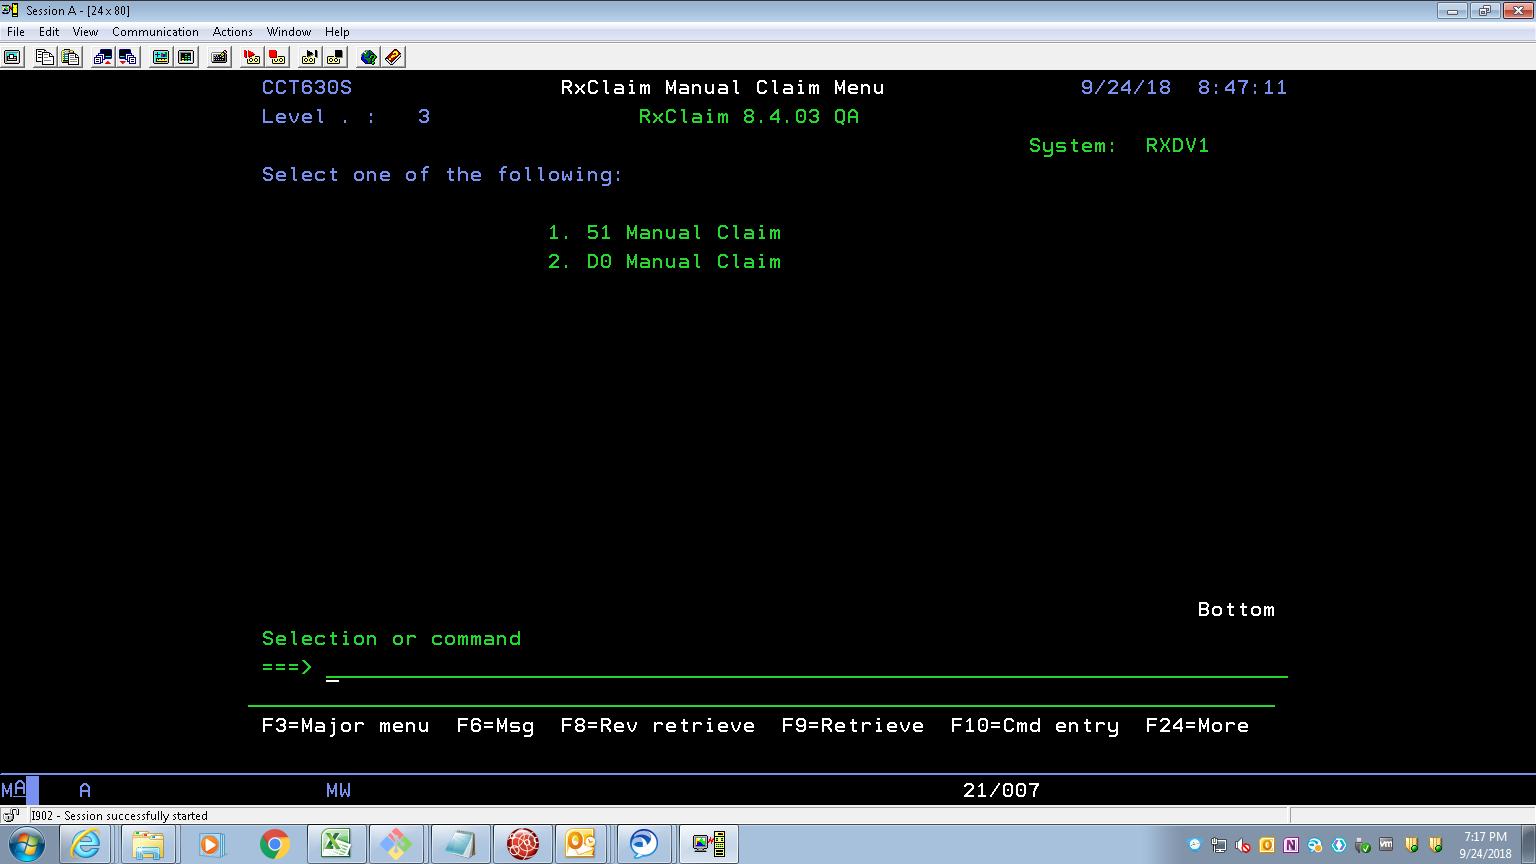 Session A - [24 x 80]
File Edit View Communication Actions Window Help
CCT630S RxClaim Manual Claim Menu 9/24/18 8:47:11
Level . : 3 RxClaim 8.4.03 QA
System: RXDV1
Select one of the following:
1. 51 Manual Claim
2. D0 Manual Claim
Bottom
Selection or command
===>
F3=Major menu F6=Msg F8=Rev retrieve F9=Retrieve F10=Cmd entry F24=More
MA A MW 21/007
I902 - Session successfully started
7:17 PM
9/24/2018